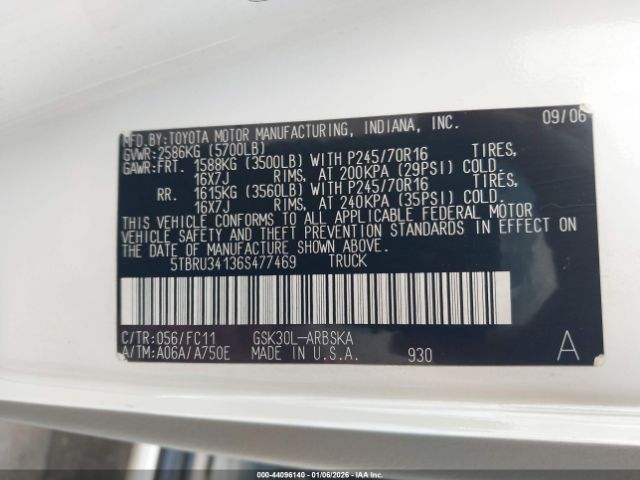 MFD.BY:TOYOTA MOTOR MANUFACTURING, INDIANA, INC. 09/06
GVWR:2586KG (5700LB)
GAWR:FRT. 1588KG (3500LB) WITH P245/70R16 TIRES,
16X7J RIMS, AT 200KPA (29PSI) COLD.
RR. 1615KG (3560LB) WITH P245/70R16 TIRES,
16X7J RIMS, AT 240KPA (35PSI) COLD.
THIS VEHICLE CONFORMS TO ALL APPLICABLE FEDERAL MOTOR
VEHICLE SAFETY AND THEFT PREVENTION STANDARDS IN EFFECT ON
THE DATE OF MANUFACTURE SHOWN ABOVE.
5TBRU34136S477469 TRUCK
C/TR:056/FC11 GSK30L-ARBSKA
A/TM:A06A/A750E MADE IN U.S.A. 930 A
000-44096140 - 01/06/2026 - IAAI.COM